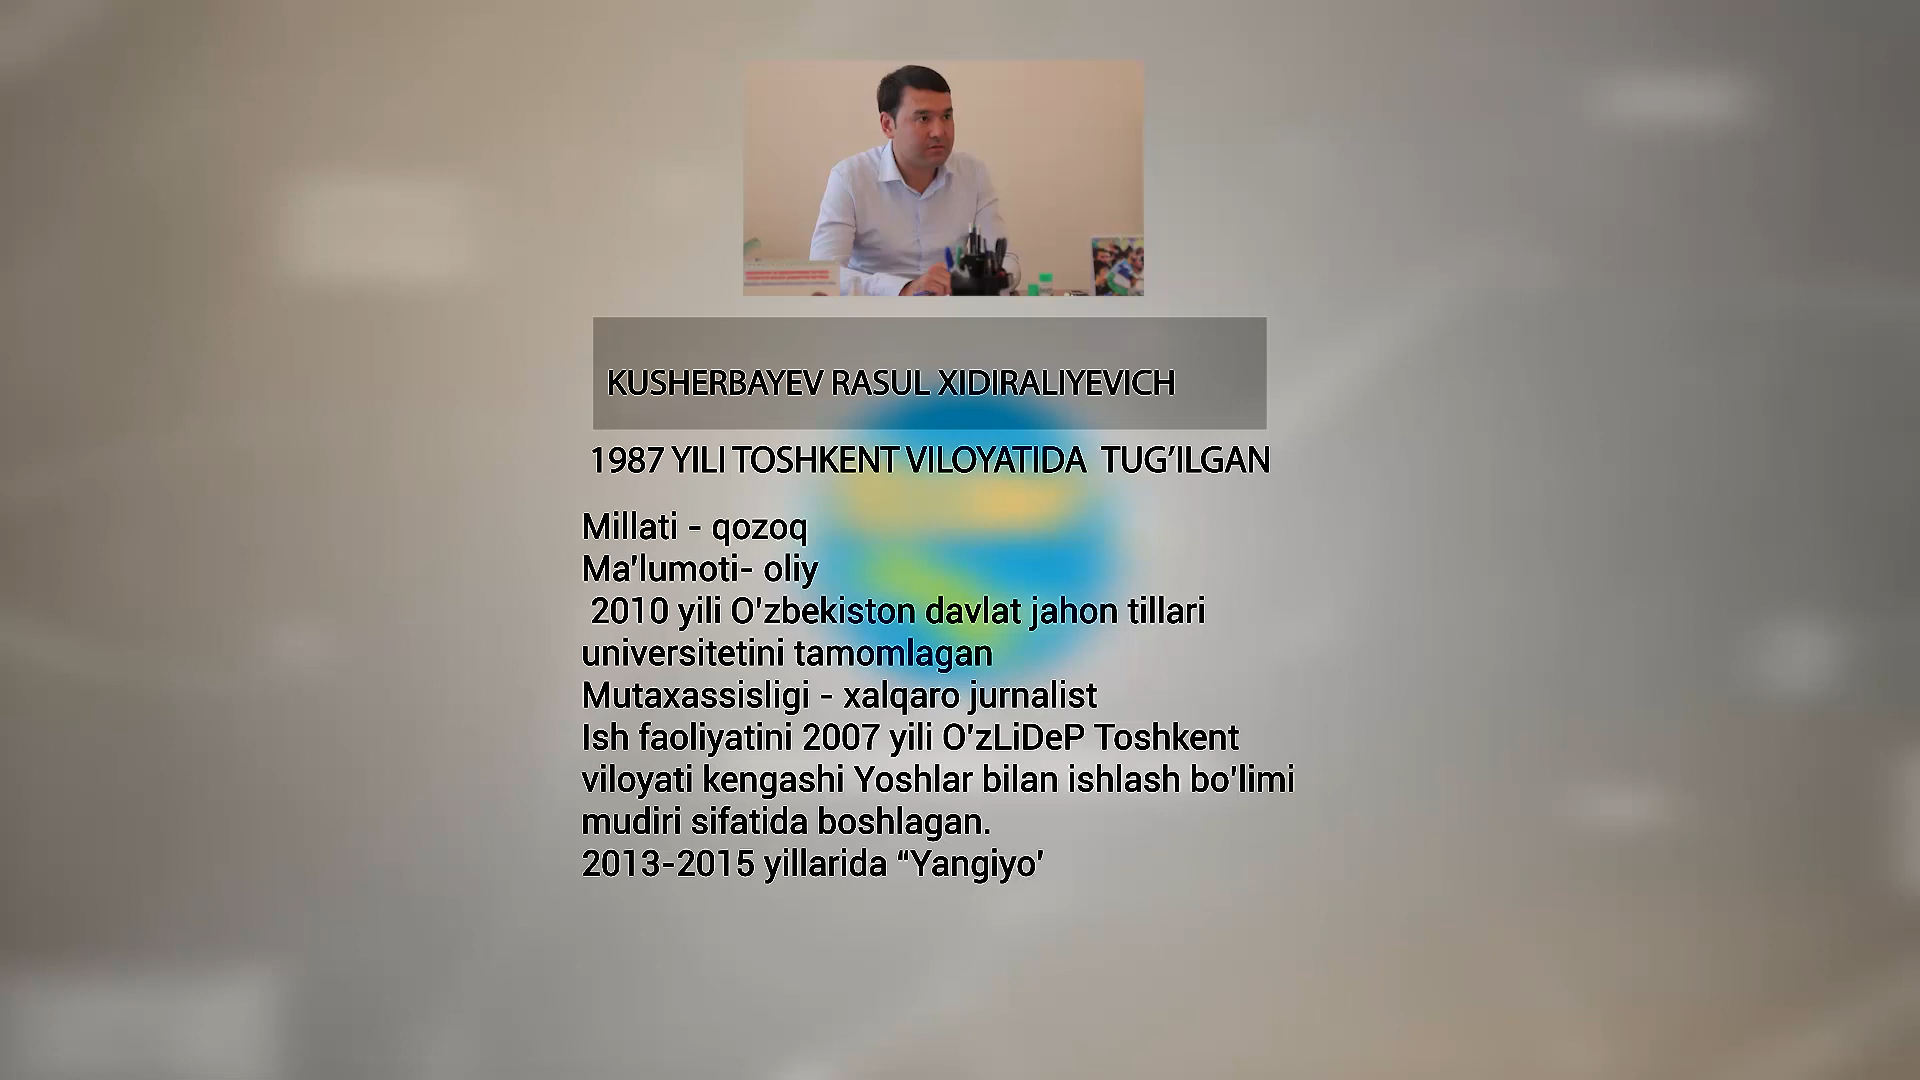 KUSHERBAYEV RASUL XIDIRALIYEVICH
1987 YILI TOSHKENT VILOYATIDA TUG’ILGAN
Millati - qozoq
Ma'lumoti- oliy
2010 yili O'zbekiston davlat jahon tillari
universitetini tamomlagan
Mutaxassisligi - xalqaro jurnalist
Ish faoliyatini 2007 yili O'zLiDeP Toshkent
viloyati kengashi Yoshlar bilan ishlash bo'limi
mudiri sifatida boshlagan.
2013-2015 yillarida “Yangiyo'